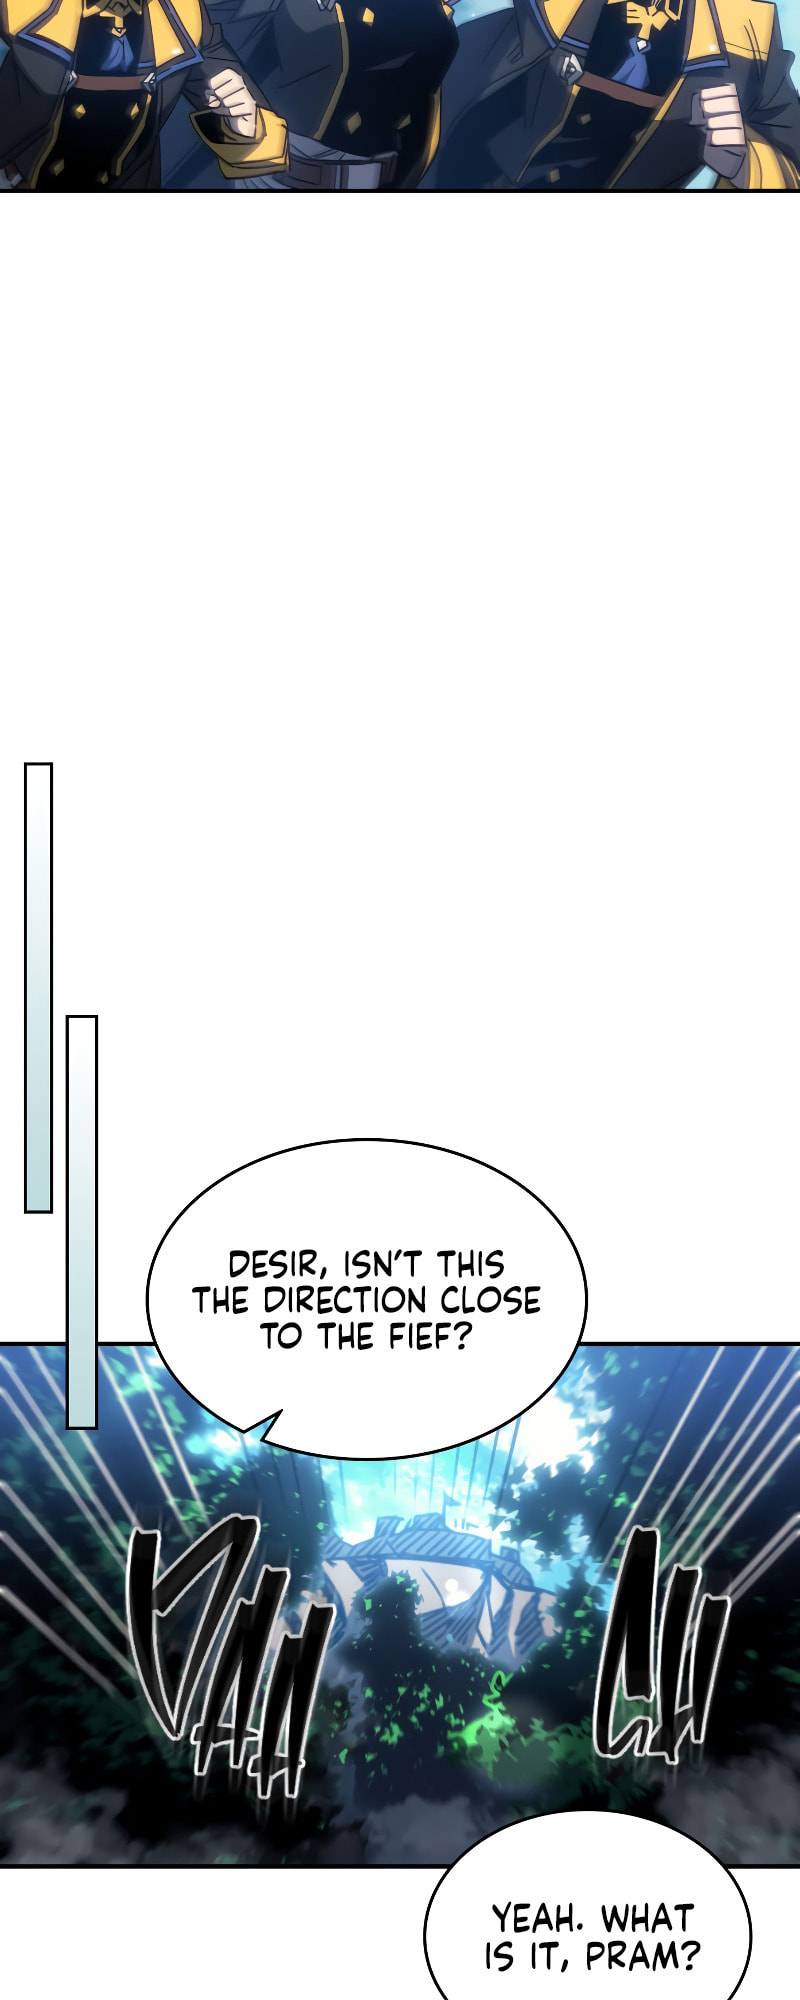 DESIR, ISN'T THIS
THE DIRECTION CLOSE
TO THE FIEF?
YEAH. WHAT
IS IT, PRAM?